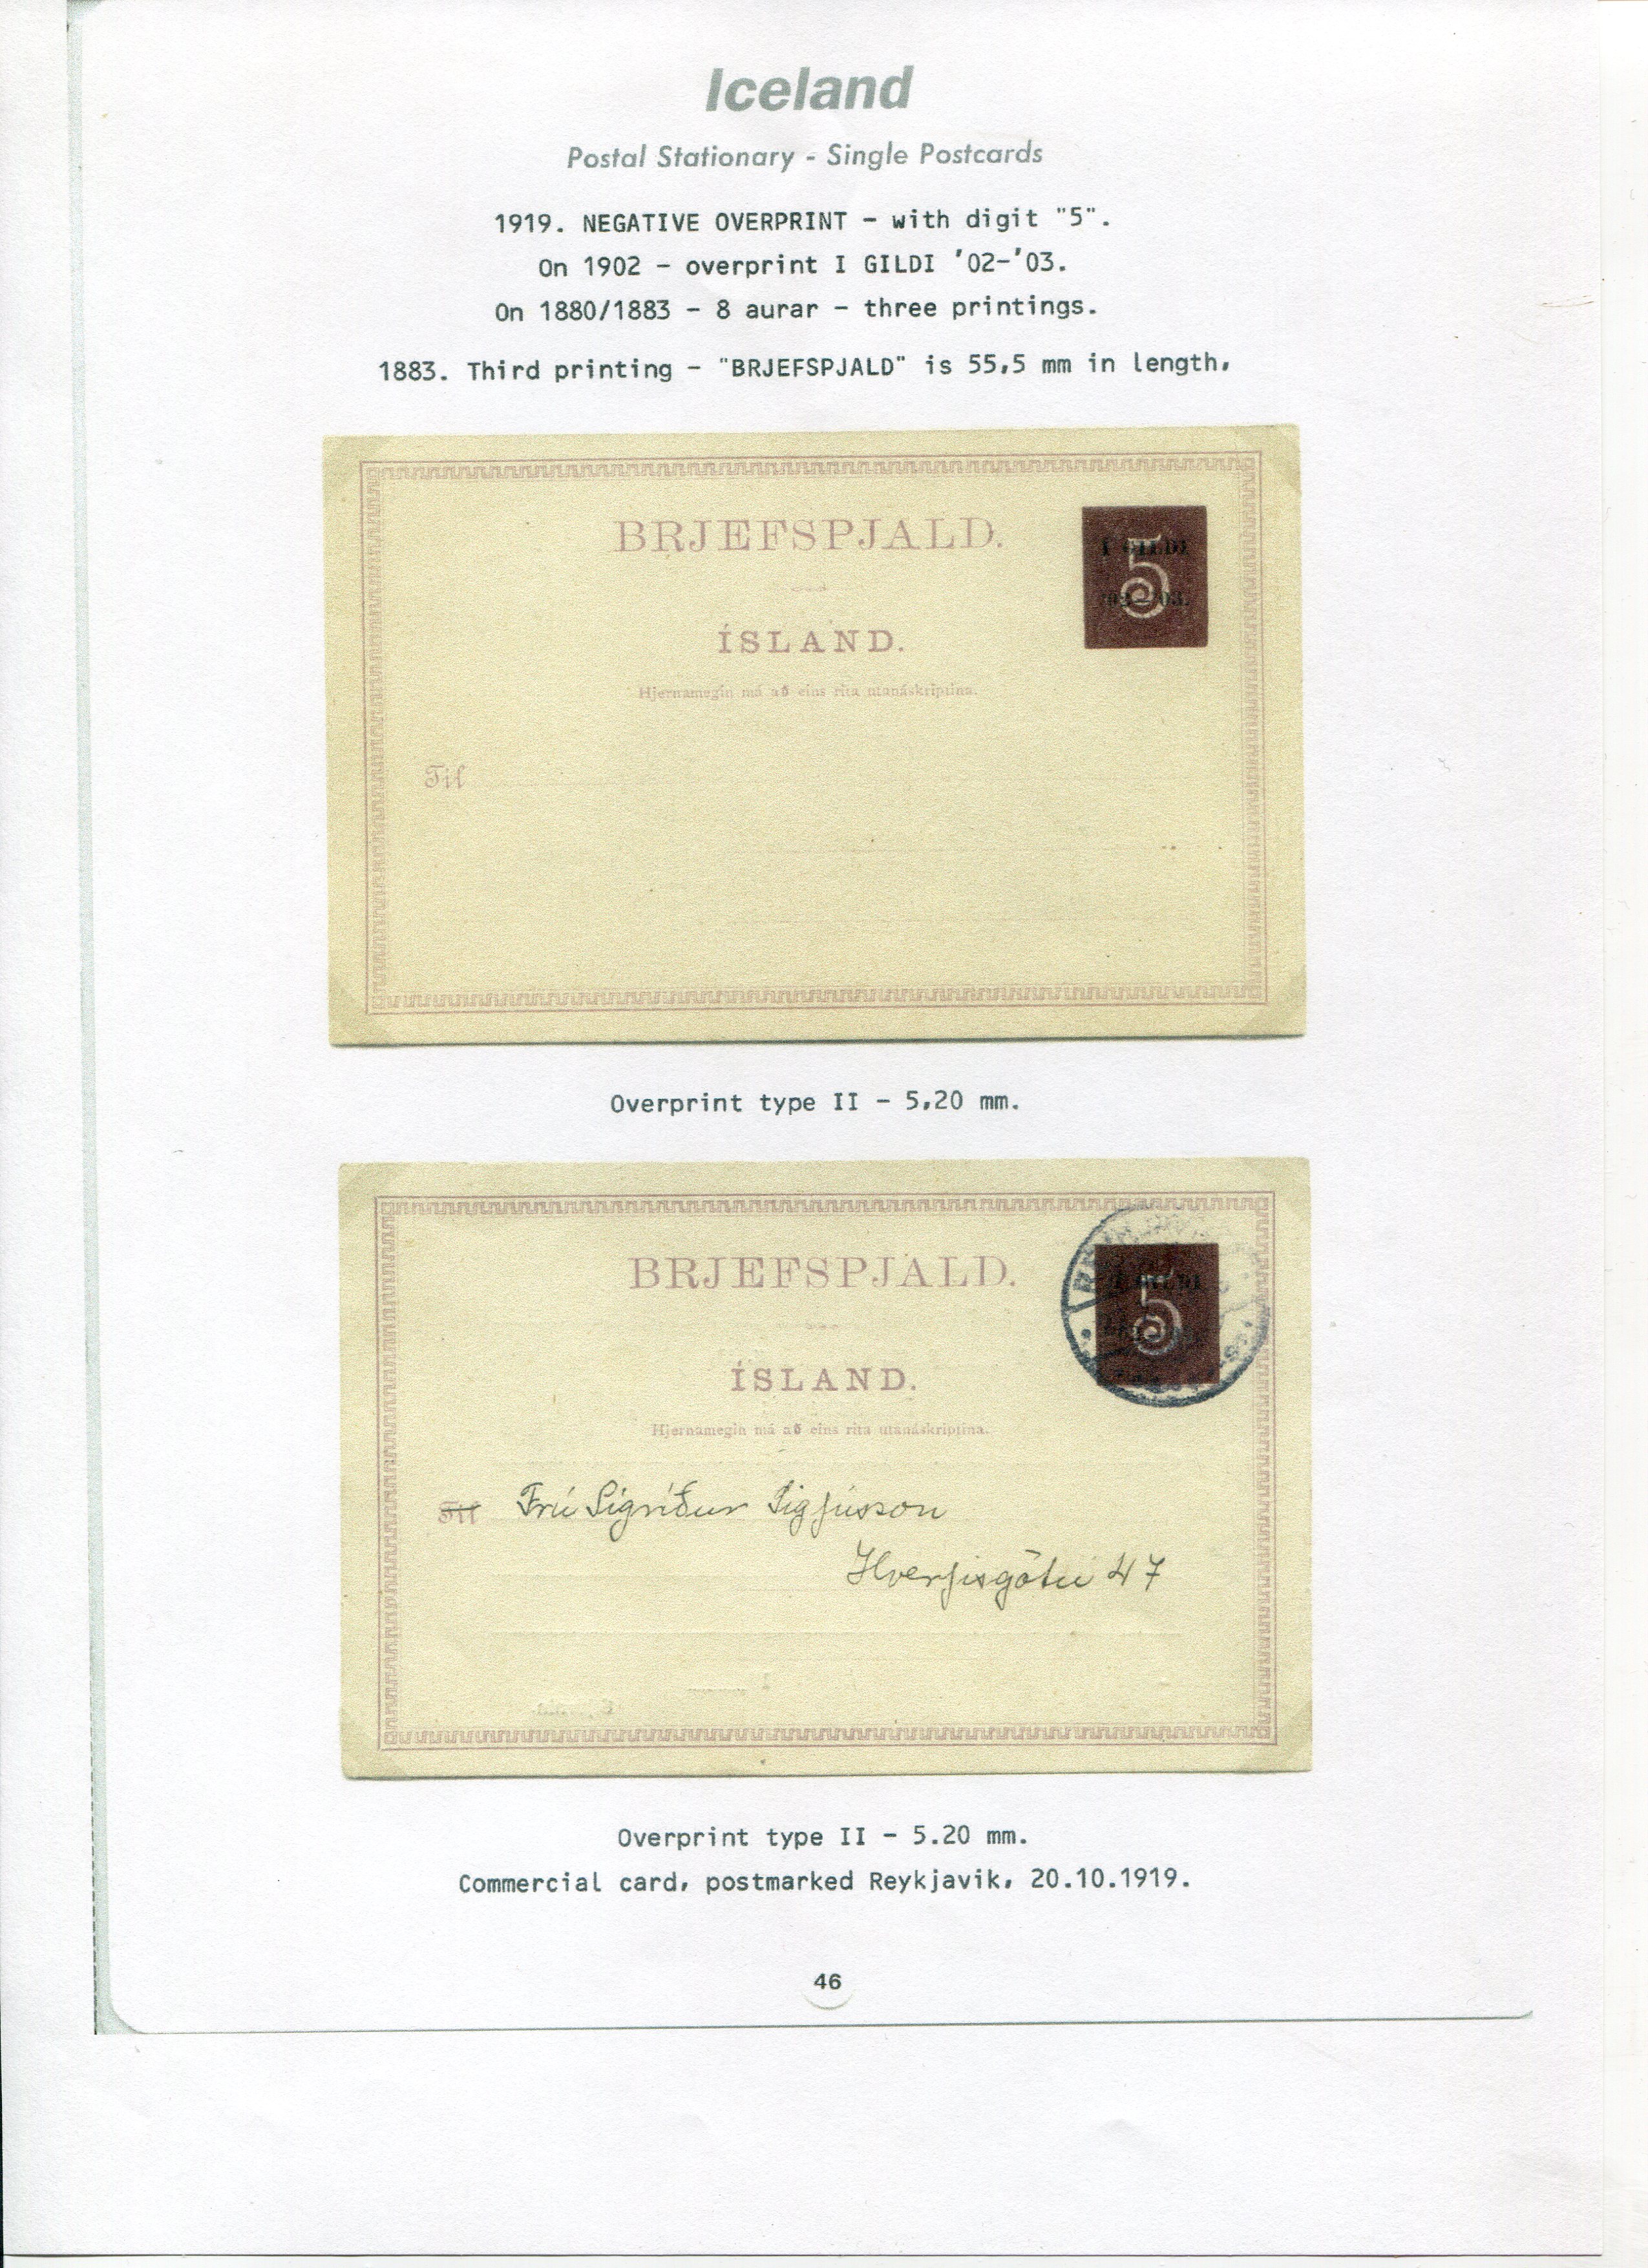 Iceland
Postal Stationary - Single Postcards
1919. NEGATIVE OVERPRINT - with digit "5".
On 1902 - overprint I GILDI '02-'03.
On 1880/1883 - 8 aurar - three printings.
1883. Third printing - "BRJEFSPJALD" is 55,5 mm in length,
BRJEFSPJALD.
I GILDI
5
'02-'03.
ÍSLAND.
Hjernamegin má að eins rita utanáskriptina.
Til
Overprint type II - 5,20 mm.
BRJEFSPJALD.
I GILDI
5
ÍSLAND.
Hjernamegin má að eins rita utanáskriptina.
Til Frú Sigríður Sigfússon
Hverfisgötu 47
Overprint type II - 5.20 mm.
Commercial card, postmarked Reykjavik, 20.10.1919.
46